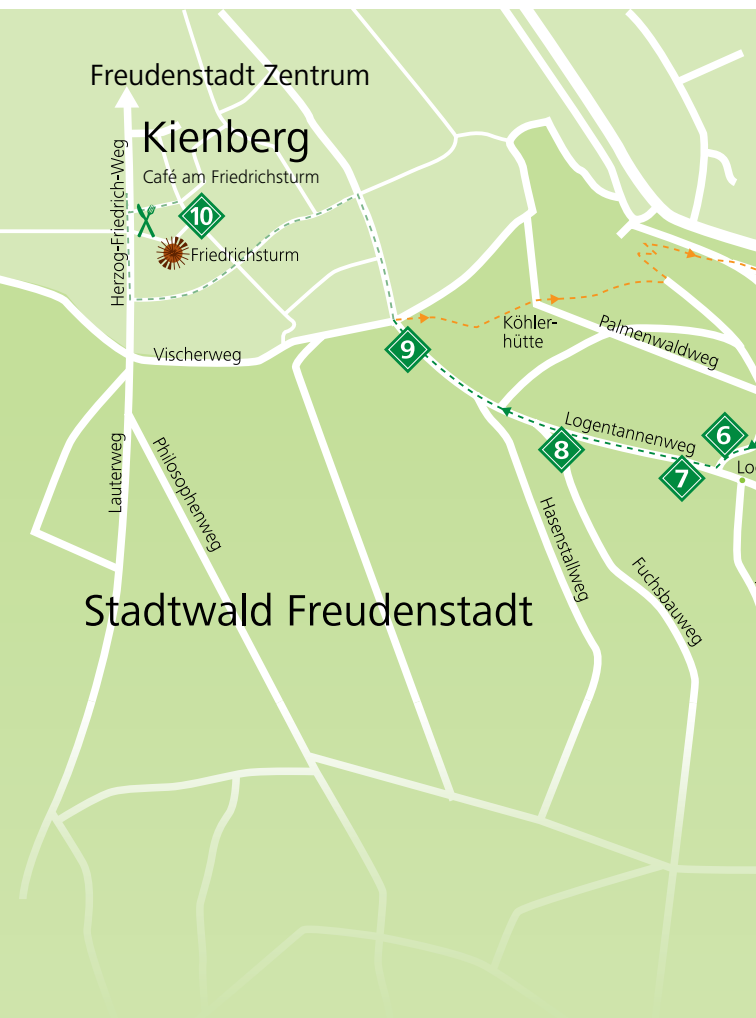 Freudenstadt Zentrum
Kienberg
Café am Friedrichsturm
10
Friedrichsturm
Herzog-Friedrich-Weg
Vischerweg
9
Köhler-
hütte
Palmenwaldweg
Logentannenweg
6
8
7
Lo
Lauterweg
Philosophenweg
Hasenstallweg
Fuchsbauweg
Stadtwald Freudenstadt